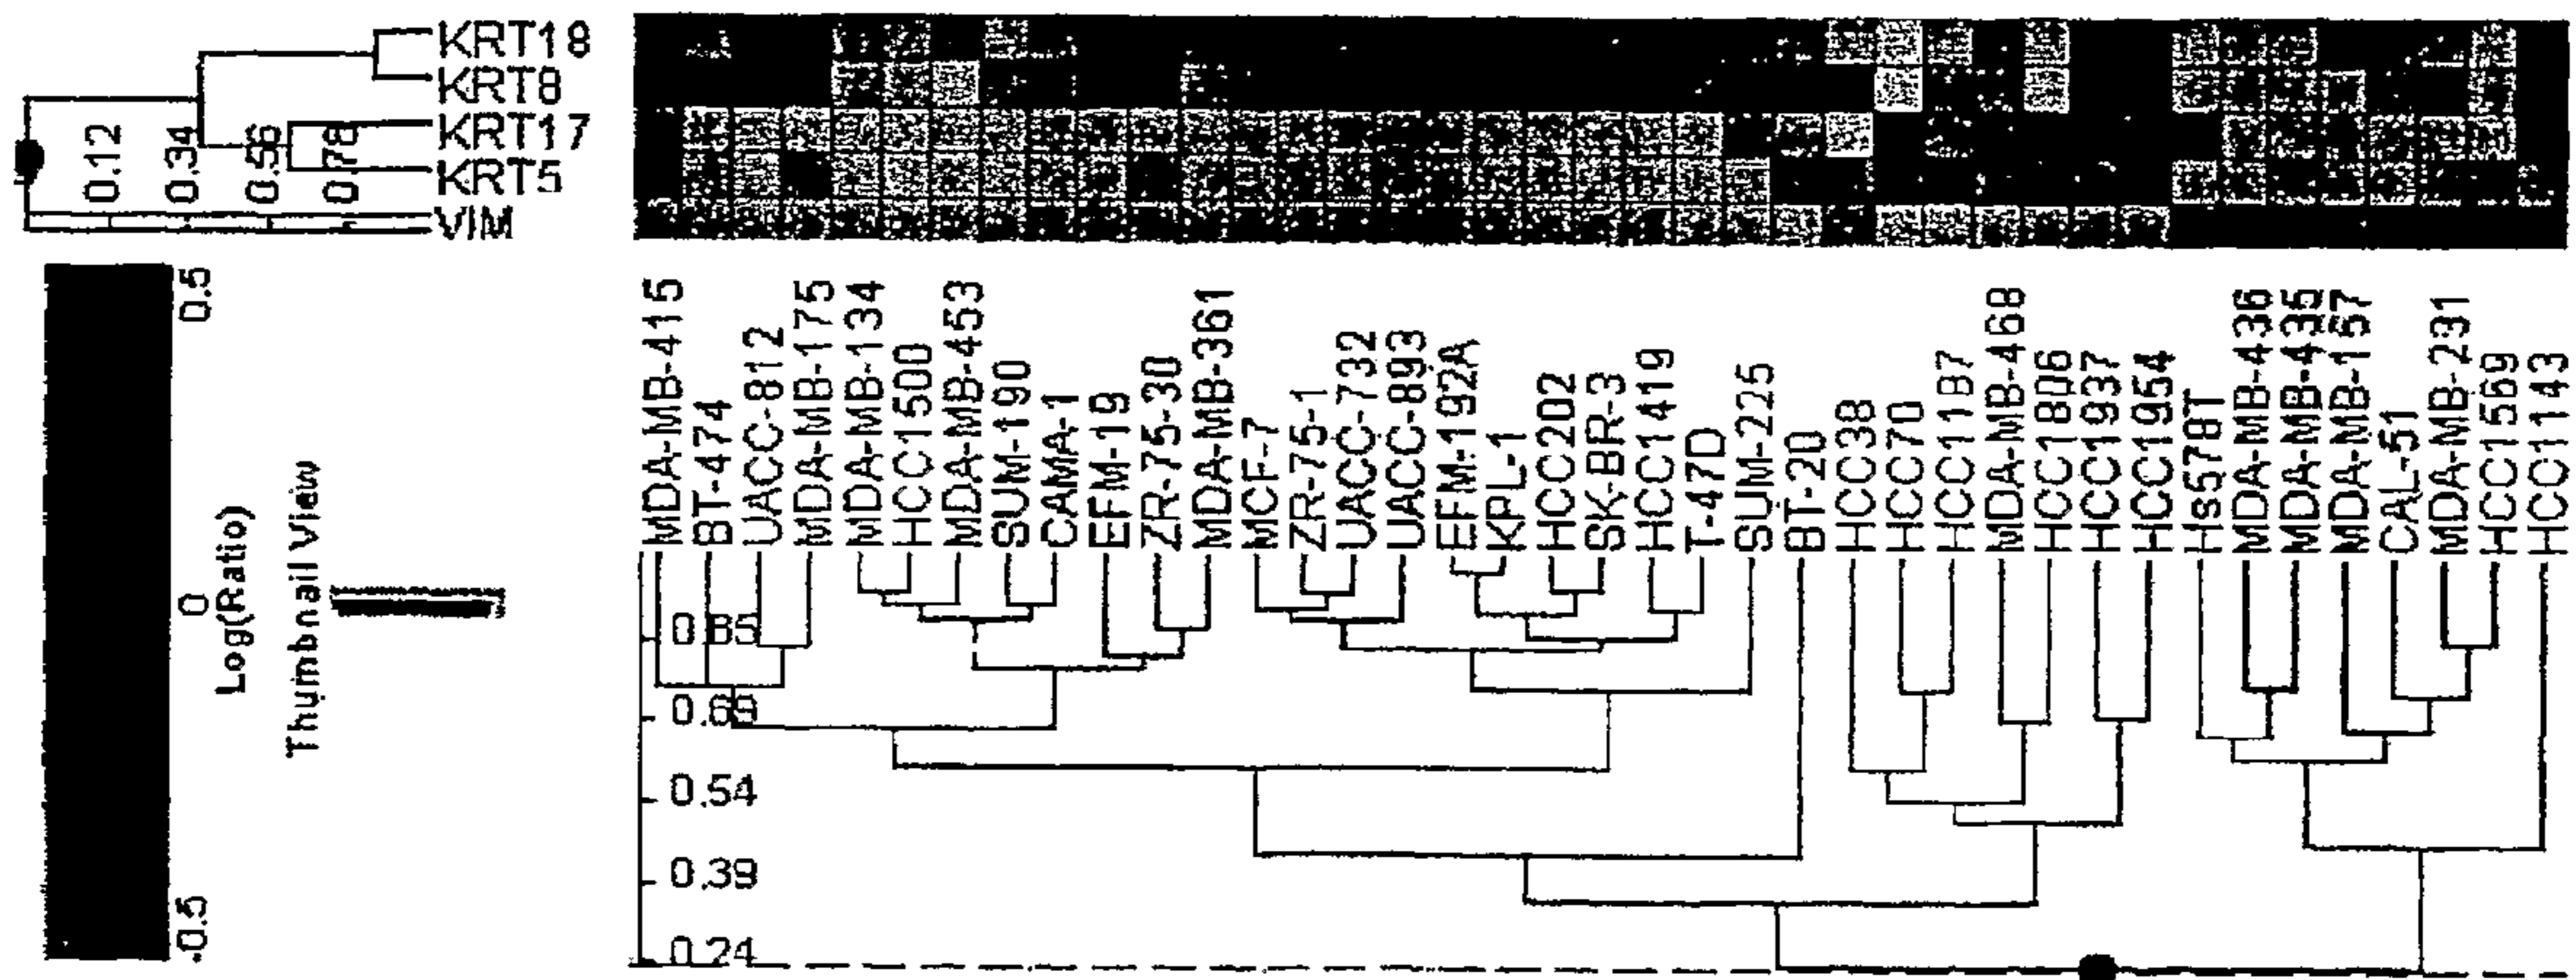 KRT18
KRT8
KRT17
KRT5
VIM
0.12
0.34
0.56
0.78
0.5
0
-0.5
Log(Ratio)
Thumbnail View
MDA-MB-415
BT-474
UACC-812
MDA-MB-175
MDA-MB-134
HCC1500
MDA-MB-453
SUM-190
CAMA-1
EFM-19
ZR-75-30
MDA-MB-361
MCF-7
ZR-75-1
UACC-732
UACC-893
EFM-192A
KPL-1
HCC202
SK-BR-3
HCC1419
T-47D
SUM-225
BT-20
HCC38
HCC70
HCC1187
MDA-MB-468
HCC1806
HCC1937
HCC1954
Hs578T
MDA-MB-436
MDA-MB-435
MDA-MB-157
CAL-51
MDA-MB-231
HCC1569
HCC1143
0.85
0.69
0.54
0.39
0.24